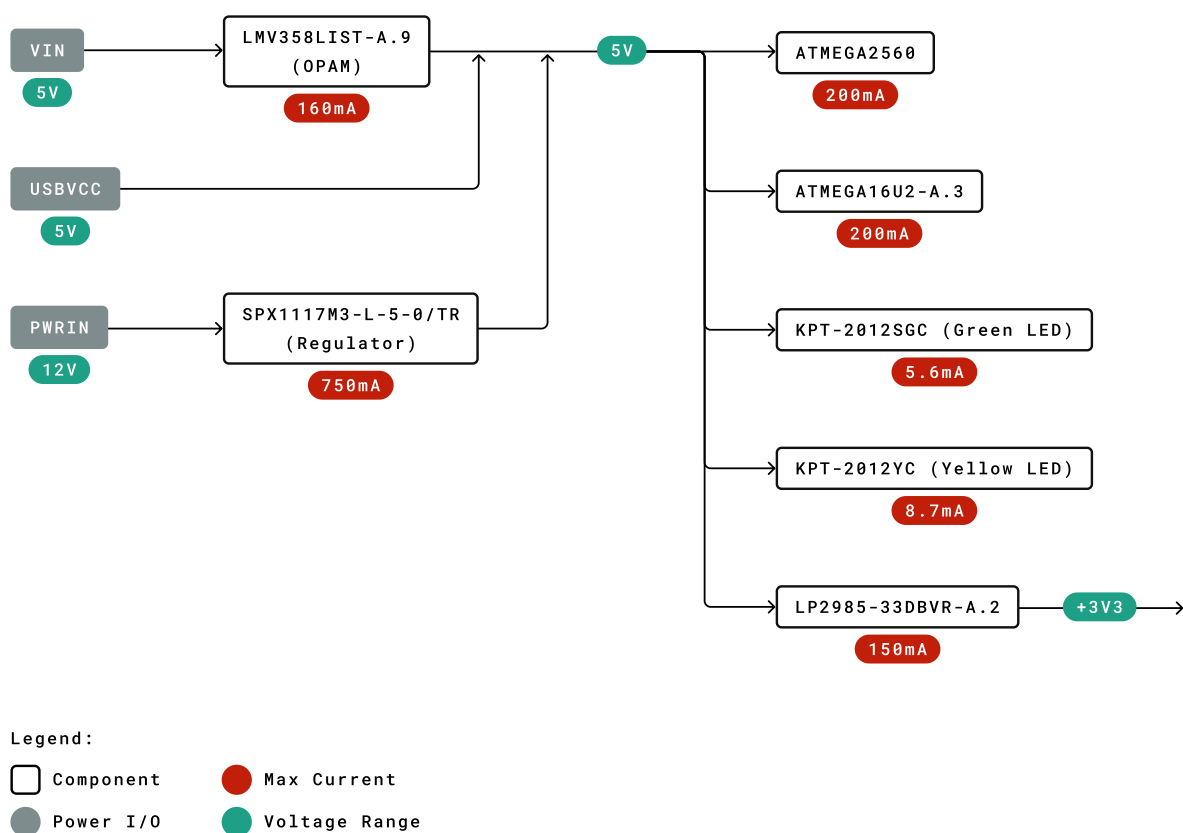 VIN
5V
LMV358LIST-A.9
(OPAM)
160mA
5V
ATMEGA2560
200mA
USBVCC
5V
ATMEGA16U2-A.3
200mA
PWRIN
12V
SPX1117M3-L-5-0/TR
(Regulator)
750mA
KPT-2012SGC (Green LED)
5.6mA
KPT-2012YC (Yellow LED)
8.7mA
LP2985-33DBVR-A.2
150mA
+3V3
Legend:
Component
Max Current
Power I/O
Voltage Range